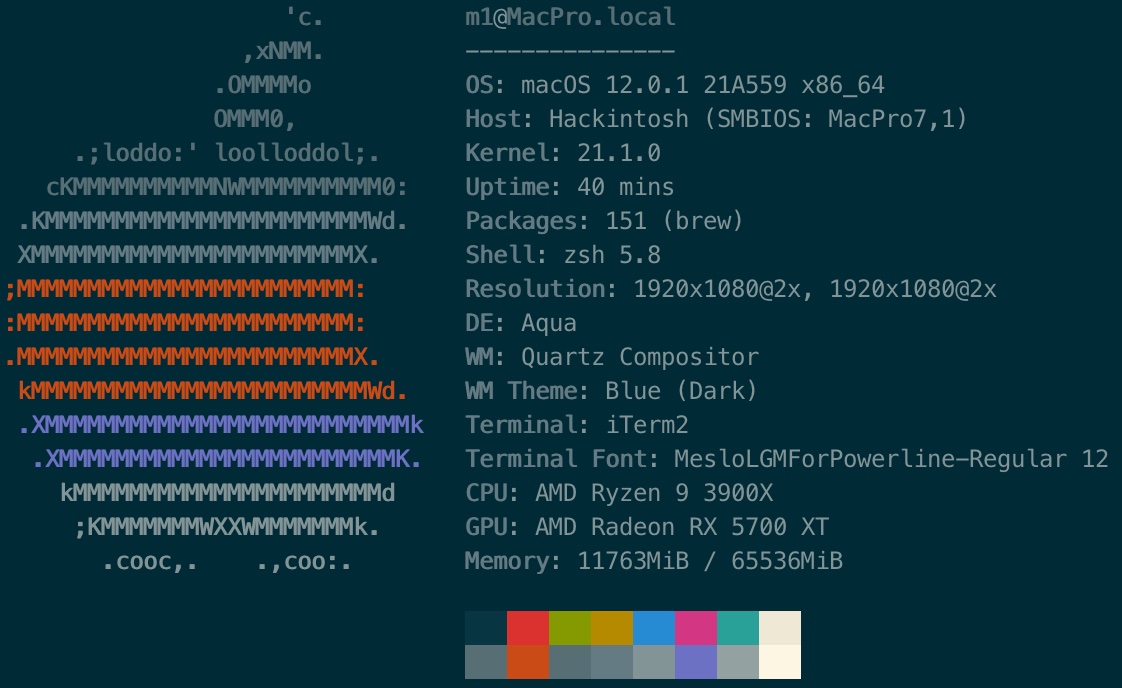 'c.          m1@MacPro.local
                 ,xNMM.          ---------------
               .OMMMMo           OS: macOS 12.0.1 21A559 x86_64
               OMMM0,            Host: Hackintosh (SMBIOS: MacPro7,1)
     .;loddo:' loolloddol;.      Kernel: 21.1.0
   cKMMMMMMMMMMNWMMMMMMMMMM0:    Uptime: 40 mins
 .KMMMMMMMMMMMMMMMMMMMMMMMWd.    Packages: 151 (brew)
 XMMMMMMMMMMMMMMMMMMMMMMMX.      Shell: zsh 5.8
;MMMMMMMMMMMMMMMMMMMMMMMM:       Resolution: 1920x1080@2x, 1920x1080@2x
:MMMMMMMMMMMMMMMMMMMMMMMM:       DE: Aqua
.MMMMMMMMMMMMMMMMMMMMMMMMX.      WM: Quartz Compositor
 kMMMMMMMMMMMMMMMMMMMMMMMMWd.    WM Theme: Blue (Dark)
 .XMMMMMMMMMMMMMMMMMMMMMMMMMMk   Terminal: iTerm2
  .XMMMMMMMMMMMMMMMMMMMMMMMMK.   Terminal Font: MesloLGMForPowerline-Regular 12
    kMMMMMMMMMMMMMMMMMMMMMMd     CPU: AMD Ryzen 9 3900X
     ;KMMMMMMMWXXWMMMMMMMk.      GPU: AMD Radeon RX 5700 XT
       .cooc,.    .,coo:.        Memory: 11763MiB / 65536MiB